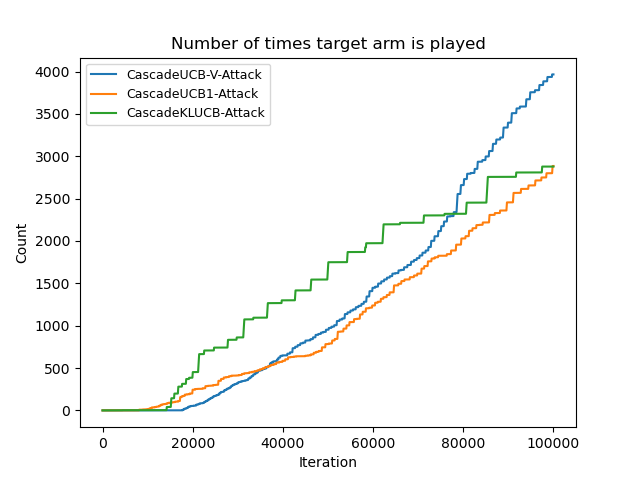 Number of times target arm is played
CascadeUCB-V-Attack
CascadeUCB1-Attack
CascadeKLUCB-Attack
4000
3500
3000
2500
2000
1500
1000
500
0
Count
0 20000 40000 60000 80000 100000
Iteration